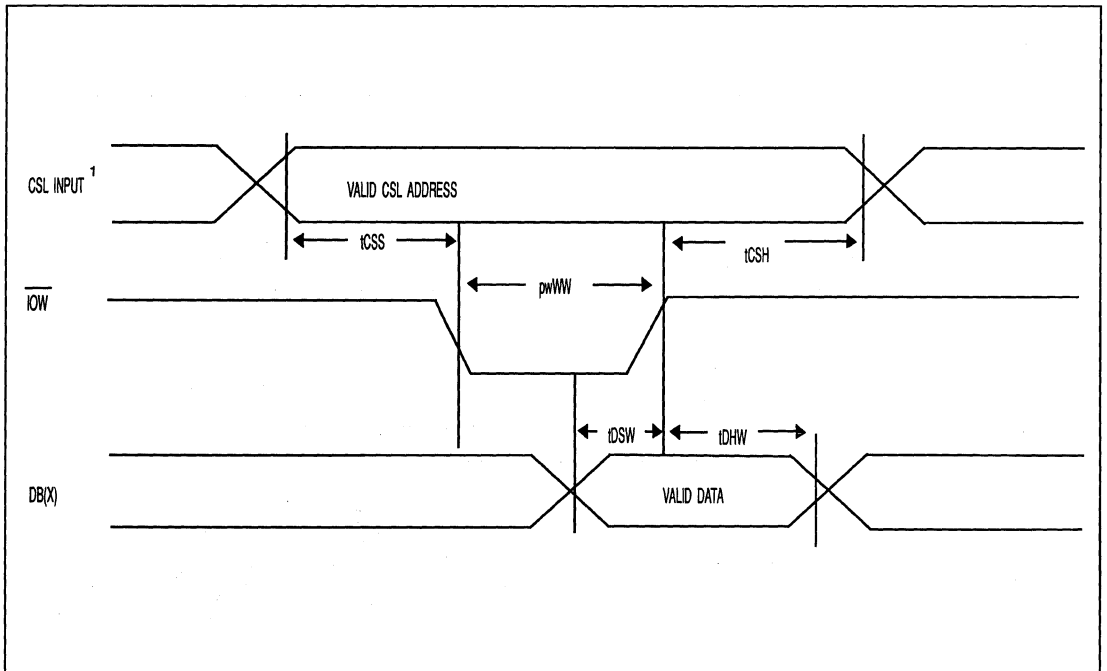 CSL INPUT 1
VALID CSL ADDRESS
tCSS
tCSH
pwWW
IOW
tDSW
tDHW
DB(X)
VALID DATA